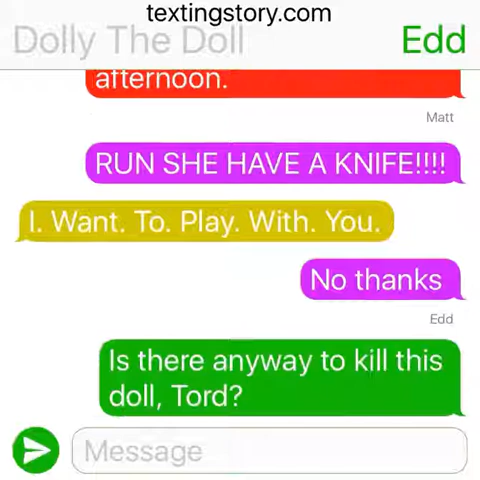 textingstory.com
Dolly The Doll
Edd
afternoon.
Matt
RUN SHE HAVE A KNIFE!!!!
I. Want. To. Play. With. You.
No thanks
Edd
Is there anyway to kill this
doll, Tord?
Message